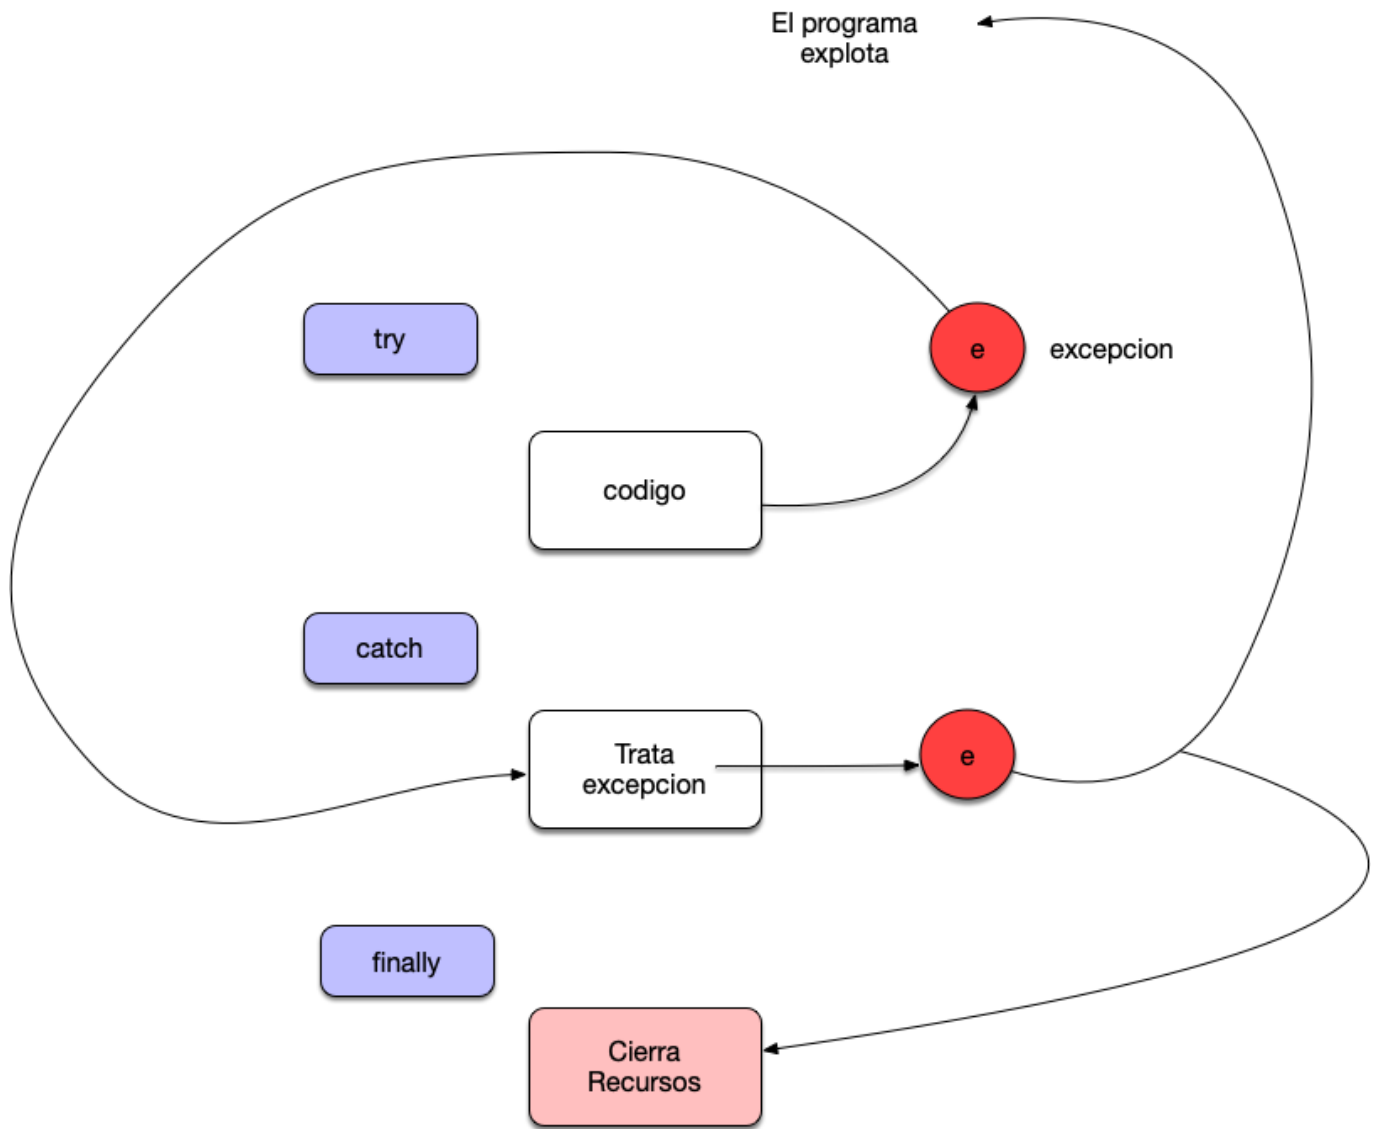 El programa
explota
try
e
excepcion
codigo
catch
Trata
excepcion
e
finally
Cierra
Recursos